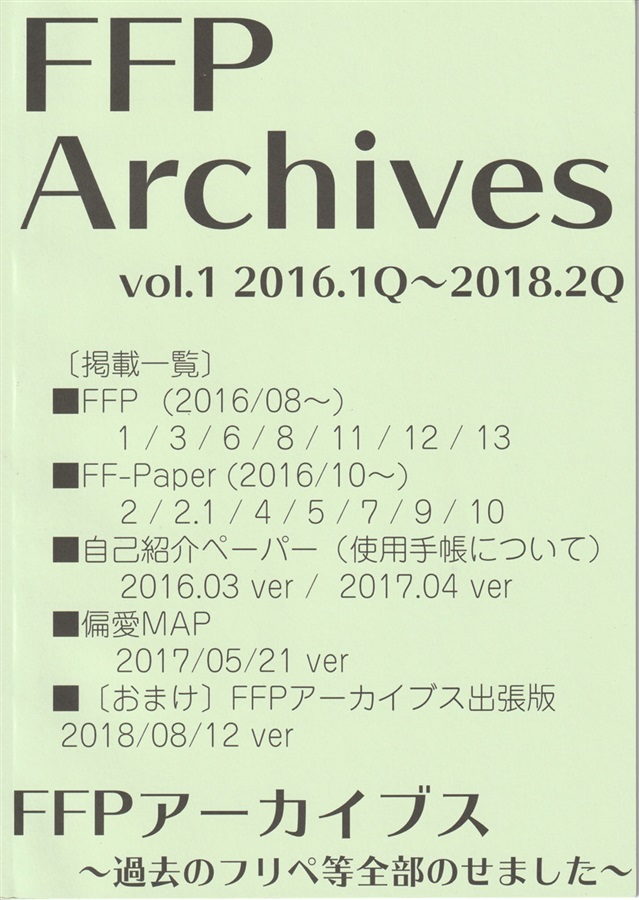 FFP
Archives
vol.1 2016.1Q～2018.2Q
〔掲載一覧〕
■FFP（2016/08～）
1 / 3 / 6 / 8 / 11 / 12 / 13
■FF-Paper（2016/10～）
2 / 2.1 / 4 / 5 / 7 / 9 / 10
■自己紹介ペーパー（使用手帳について）
2016.03 ver / 2017.04 ver
■偏愛MAP
2017/05/21 ver
■〔おまけ〕FFPアーカイブス出張版
2018/08/12 ver
FFPアーカイブス
～過去のフリペ等全部のせました～